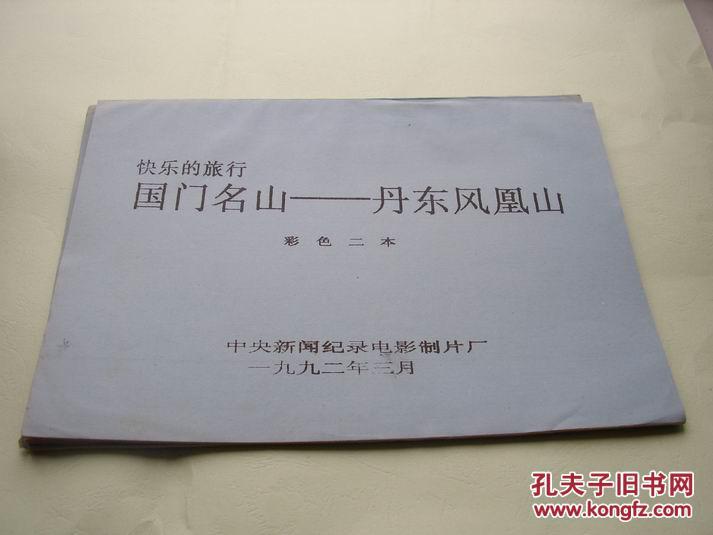 快乐的旅行
国门名山——丹东凤凰山
彩色二本
中央新闻纪录电影制片厂
一九九二年三月
孔夫子旧书网
www.kongfz.com